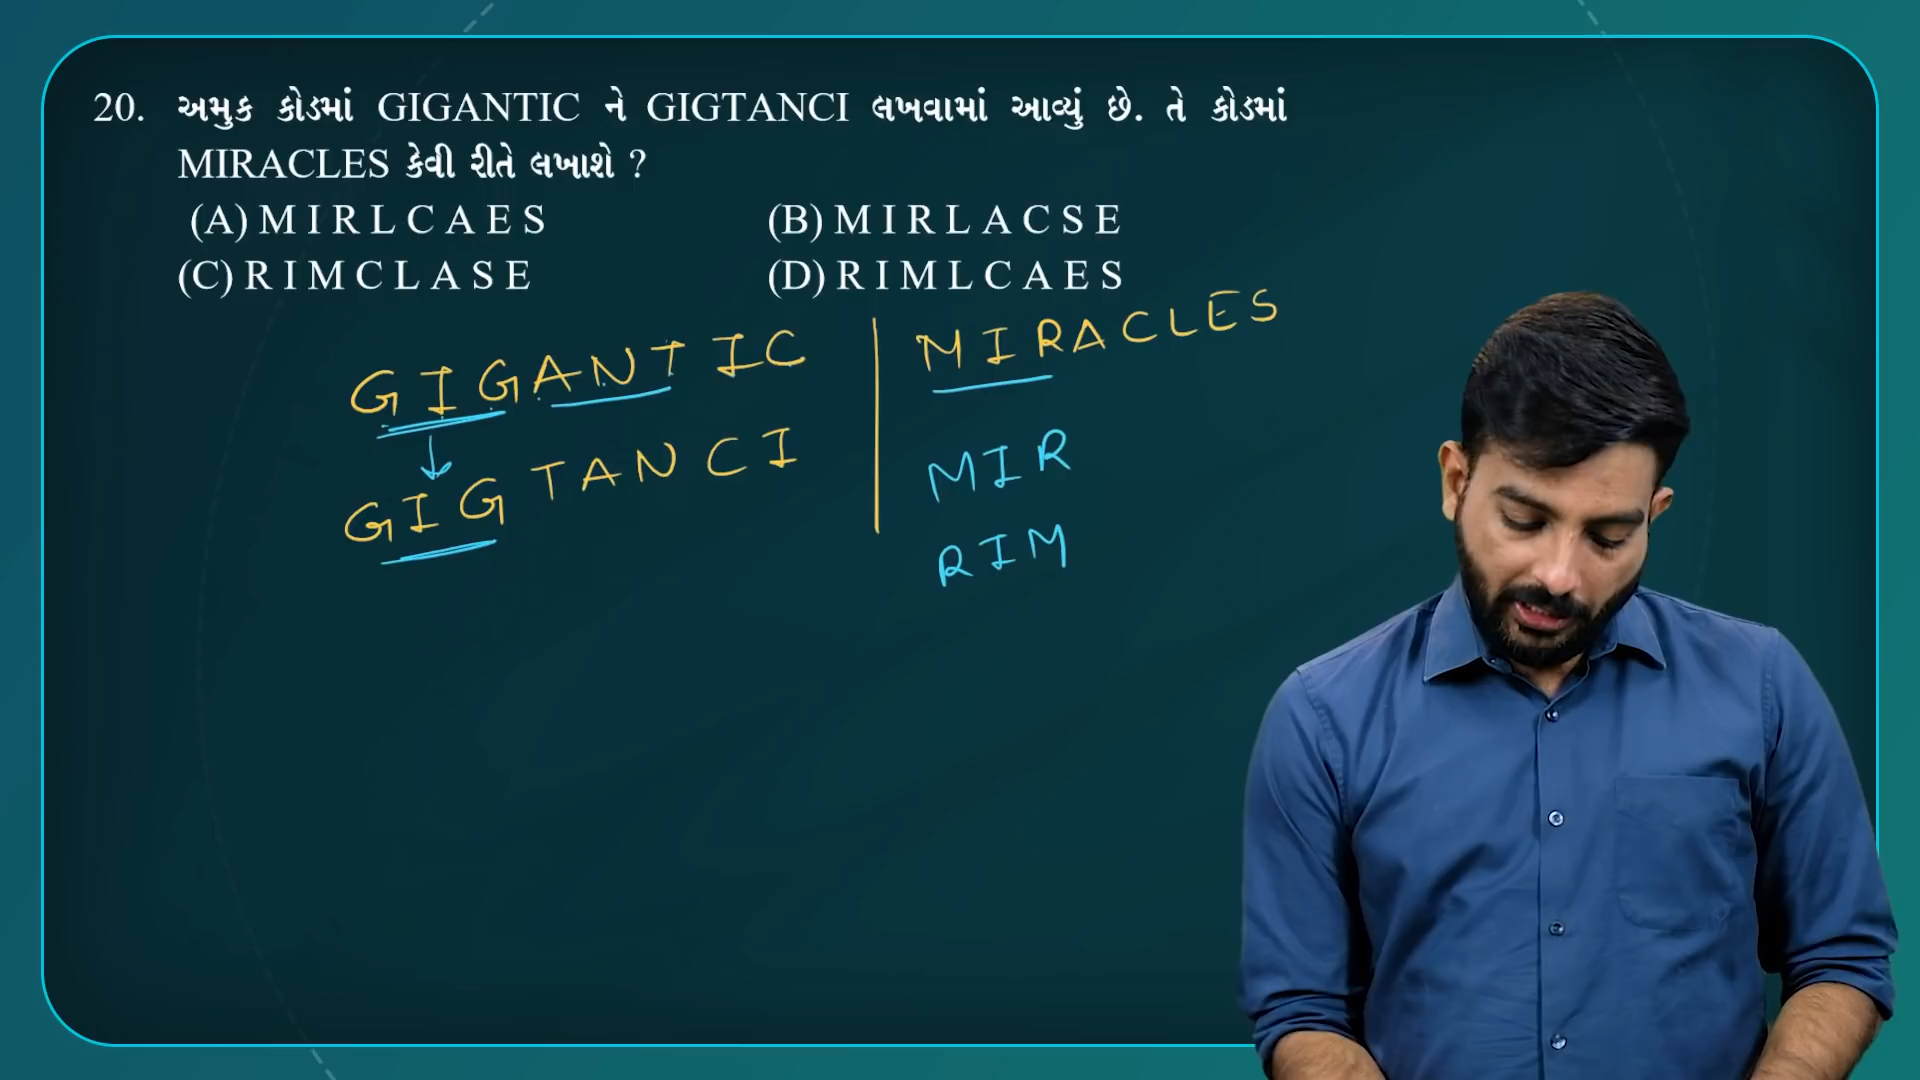 20. અમુક કોડમાં GIGANTIC ને GIGTANCI લખવામાં આવ્યું છે. તે કોડમાં
MIRACLES કેવી રીતે લખાશે ?
(A) M I R L C A E S (B) M I R L A C S E
(C) R I M C L A S E (D) R I M L C A E S
GIGANTIC
GIGTANCI
MIRACLES
MIR
RIM